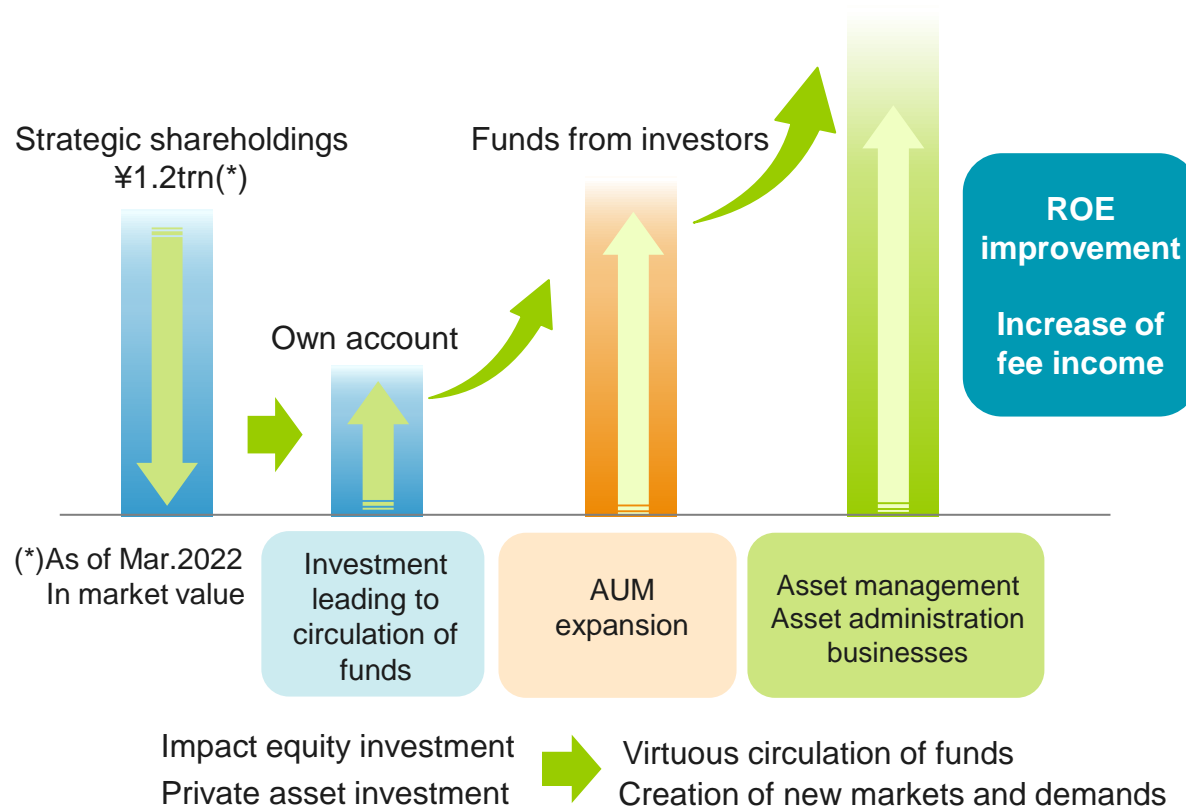 Strategic shareholdings
¥1.2trn(*)
Own account
Funds from investors
ROE
improvement
Increase of
fee income
(*)As of Mar.2022
In market value
Investment
leading to
circulation of
funds
AUM
expansion
Asset management
Asset administration
businesses
Impact equity investment
Private asset investment
Virtuous circulation of funds
Creation of new markets and demands